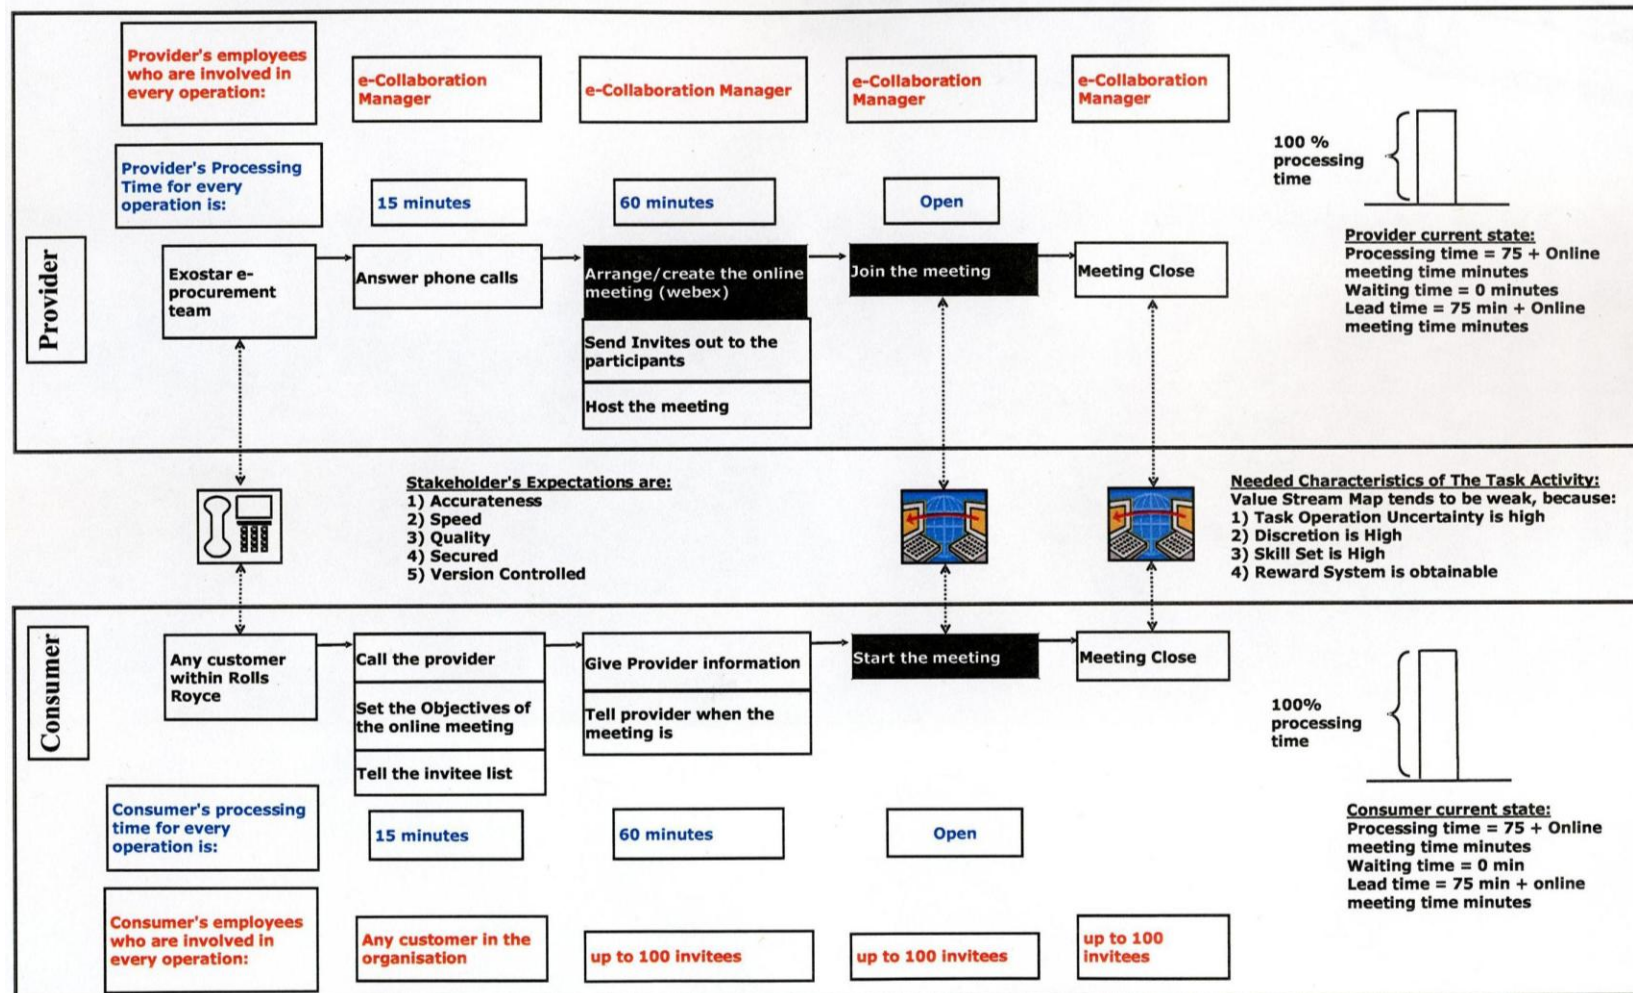 Provider's employees
who are involved in
every operation:
e-Collaboration
Manager
e-Collaboration Manager
e-Collaboration
Manager
e-Collaboration
Manager
Provider's Processing
Time for every
operation is:
15 minutes
60 minutes
Open
100 %
processing
time
Provider
Exostar e-
procurement
team
Answer phone calls
Arrange/create the online
meeting (webex)
Send Invites out to the
participants
Host the meeting
Join the meeting
Meeting Close
Provider current state:
Processing time = 75 + Online
meeting time minutes
Waiting time = 0 minutes
Lead time = 75 min + Online
meeting time minutes
Stakeholder's Expectations are:
1) Accurateness
2) Speed
3) Quality
4) Secured
5) Version Controlled
Needed Characteristics of The Task Activity:
Value Stream Map tends to be weak, because:
1) Task Operation Uncertainty is high
2) Discretion is High
3) Skill Set is High
4) Reward System is obtainable
Consumer
Any customer
within Rolls
Royce
Call the provider
Set the Objectives of
the online meeting
Tell the invitee list
Give Provider information
Tell provider when the
meeting is
Start the meeting
Meeting Close
100%
processing
time
Consumer's processing
time for every
operation is:
15 minutes
60 minutes
Open
Consumer current state:
Processing time = 75 + Online
meeting time minutes
Waiting time = 0 min
Lead time = 75 min + online
meeting time minutes
Consumer's employees
who are involved in
every operation:
Any customer in the
organisation
up to 100 invitees
up to 100 invitees
up to 100
invitees